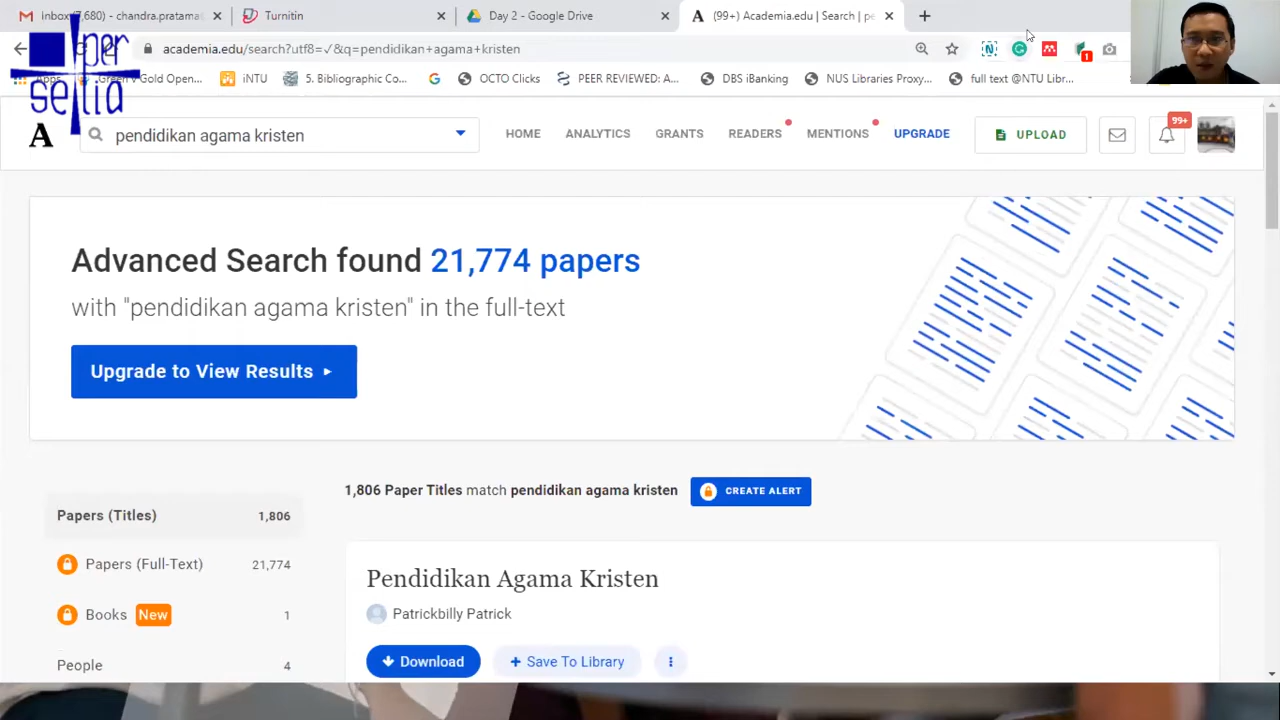 Inbox (7,680) - chandra.pratama
Turnitin
Day 2 - Google Drive
(99+) Academia.edu | Search | pe
academia.edu/search?utf8=✓&q=pendidikan+agama+kristen
Green v Gold Open...
iNTU
5. Bibliographic Co...
OCTO Clicks
PEER REVIEWED: A...
DBS iBanking
NUS Libraries Proxy...
full text @NTU Libr...
per
setia
A
pendidikan agama kristen
HOME
ANALYTICS
GRANTS
READERS
MENTIONS
UPGRADE
UPLOAD
99+
1
Advanced Search found 21,774 papers
with "pendidikan agama kristen" in the full-text
Upgrade to View Results ►
1,806 Paper Titles match pendidikan agama kristen
CREATE ALERT
Papers (Titles) 1,806
Papers (Full-Text) 21,774
Books New 1
People 4
Pendidikan Agama Kristen
Patrickbilly Patrick
Download
+ Save To Library